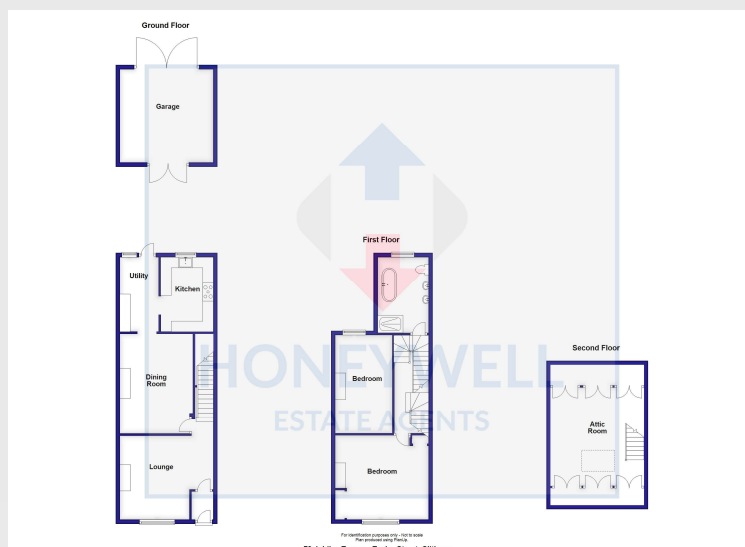 Ground Floor
Garage
First Floor
Utility
Kitchen
HONEYWELL
ESTATE AGENTS
Second Floor
Dining
Room
Bedroom
Attic
Room
Lounge
Bedroom
For identification purposes only - Not to scale
Plan produced using PlanUp.